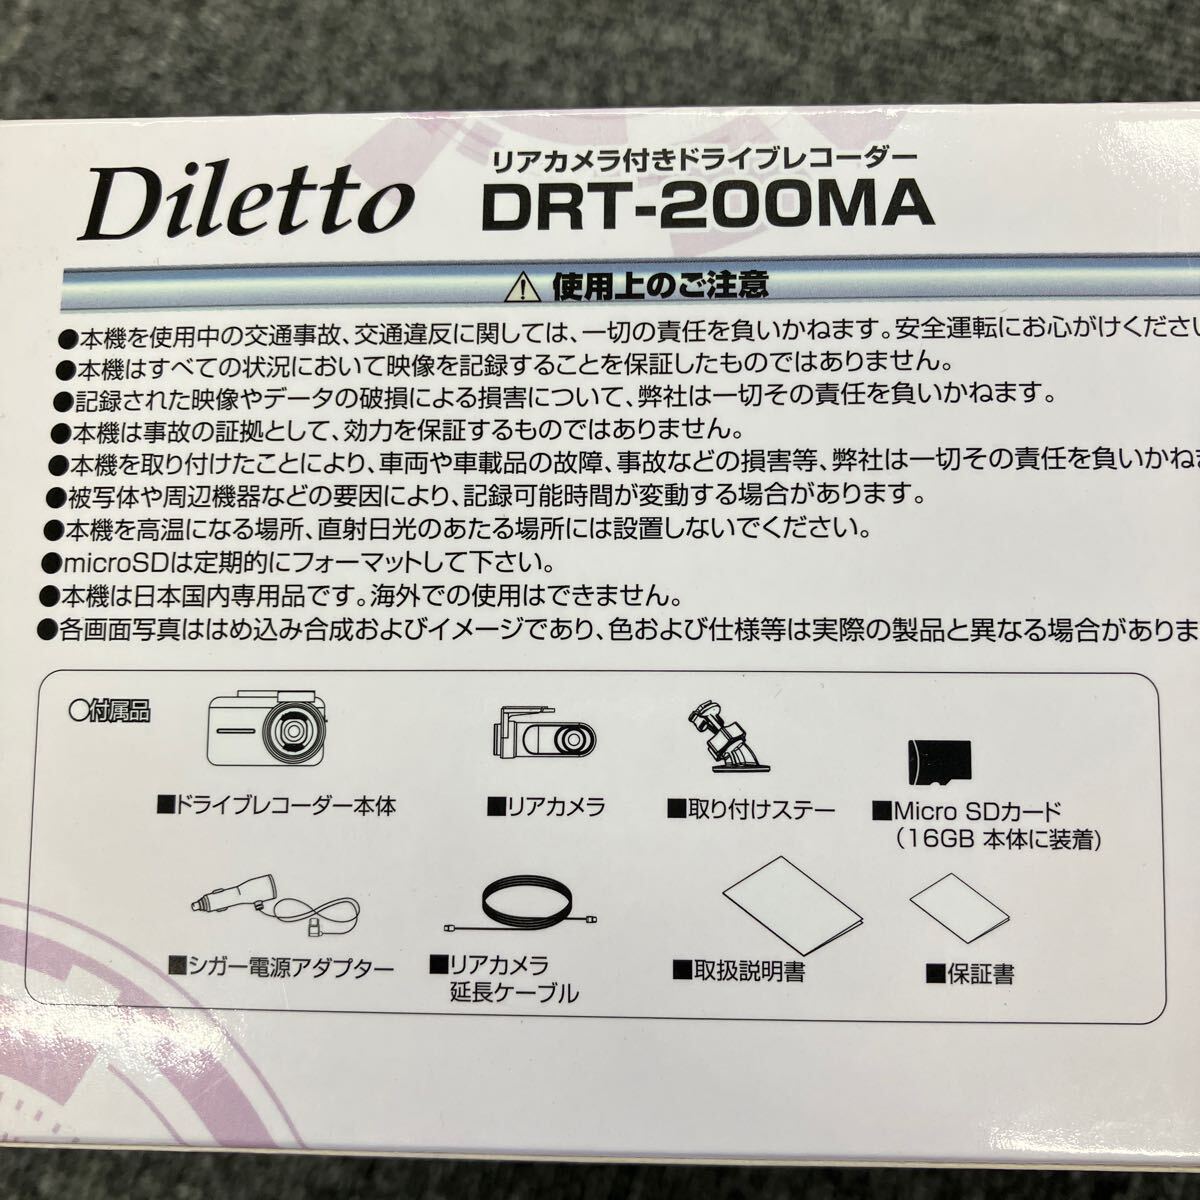 Diletto
リアカメラ付きドライブレコーダー
DRT-200MA
使用上のご注意
●本機を使用中の交通事故、交通違反に関しては、一切の責任を負いかねます。安全運転にお心がけくださ
●本機はすべての状況において映像を記録することを保証したものではありません。
●記録された映像やデータの破損による損害について、弊社は一切その責任を負いかねます。
●本機は事故の証拠として、効力を保証するものではありません。
●本機を取り付けたことにより、車両や車載品の故障、事故などの損害等、弊社は一切その責任を負いかね
●被写体や周辺機器などの要因により、記録可能時間が変動する場合があります。
●本機を高温になる場所、直射日光のあたる場所には設置しないでください。
●microSDは定期的にフォーマットして下さい。
●本機は日本国内専用品です。海外での使用はできません。
●各画面写真ははめ込み合成およびイメージであり、色および仕様等は実際の製品と異なる場合がありま
○付属品
■ドライブレコーダー本体
■リアカメラ
■取り付けステー
■Micro SDカード
（16GB 本体に装着)
■シガー電源アダプター
■リアカメラ
延長ケーブル
■取扱説明書
■保証書